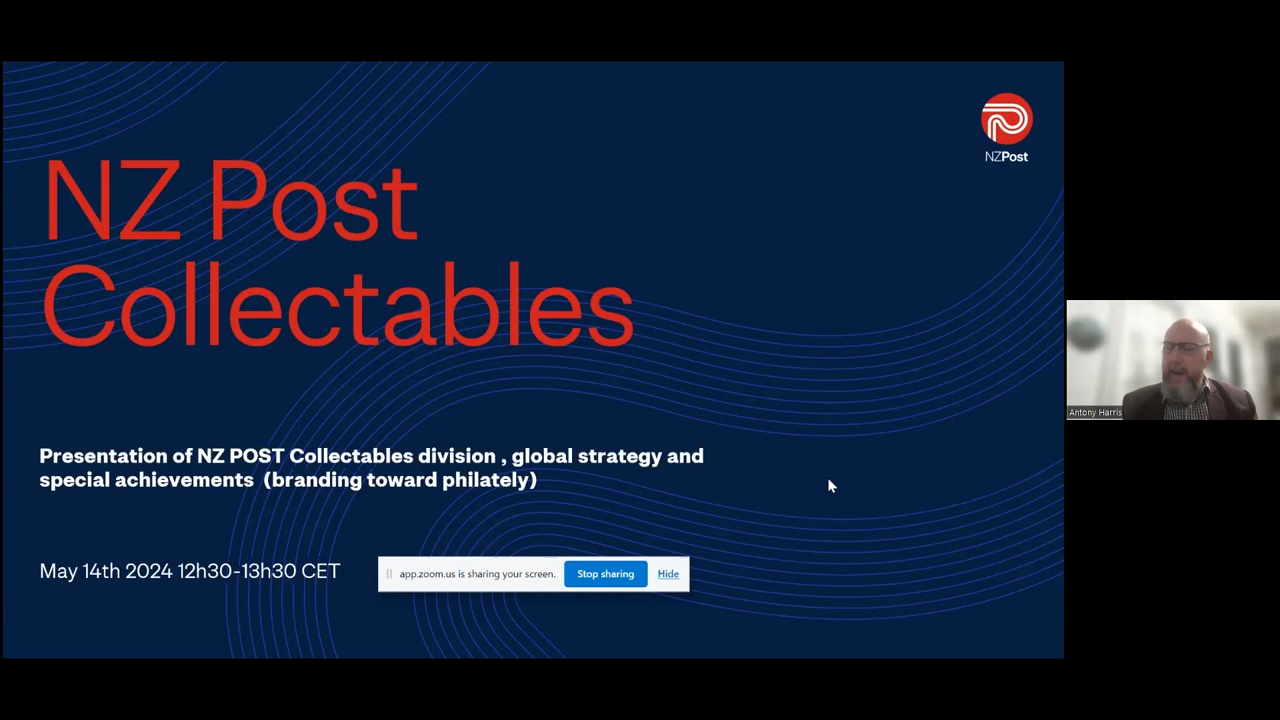 NZPost
NZ Post
Collectables
Presentation of NZ POST Collectables division , global strategy and
special achievements  (branding toward philately)
May 14th 2024 12h30-13h30 CET
app.zoom.us is sharing your screen.
Stop sharing
Hide
Antony Harris